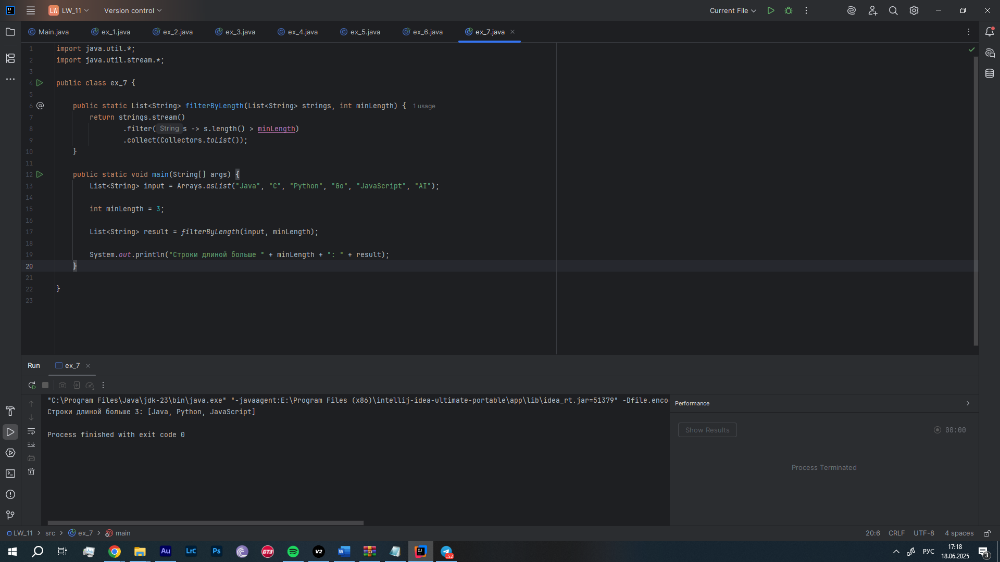 LW LW_11 Version control Current File
Main.java ex_1.java ex_2.java ex_3.java ex_4.java ex_5.java ex_6.java ex_7.java
1 import java.util.*;
2 import java.util.stream.*;
3
4 public class ex_7 {
5
6 public static List<String> filterByLength(List<String> strings, int minLength) { 1 usage
7 return strings.stream()
8 .filter( String s -> s.length() > minLength)
9 .collect(Collectors.toList());
10 }
11
12 public static void main(String[] args) {
13 List<String> input = Arrays.asList("Java", "C", "Python", "Go", "JavaScript", "AI");
14
15 int minLength = 3;
16
17 List<String> result = filterByLength(input, minLength);
18
19 System.out.println("Строки длиной больше " + minLength + ": " + result);
20 }
21
22 }
23
Run ex_7
"C:\Program Files\Java\jdk-23\bin\java.exe" "-javaagent:E:\Program Files (x86)\intellij-idea-ultimate-portable\app\lib\idea_rt.jar=51379" -Dfile.enco
Строки длиной больше 3: [Java, Python, JavaScript]
Process finished with exit code 0
Performance
Show Results 00:00
Process Terminated
LW_11 src ex_7 main 20:6 CRLF UTF-8 4 spaces
Au LrC Ps GT3 V2 W IJ .52 РУС 17:18
18.06.2025 3